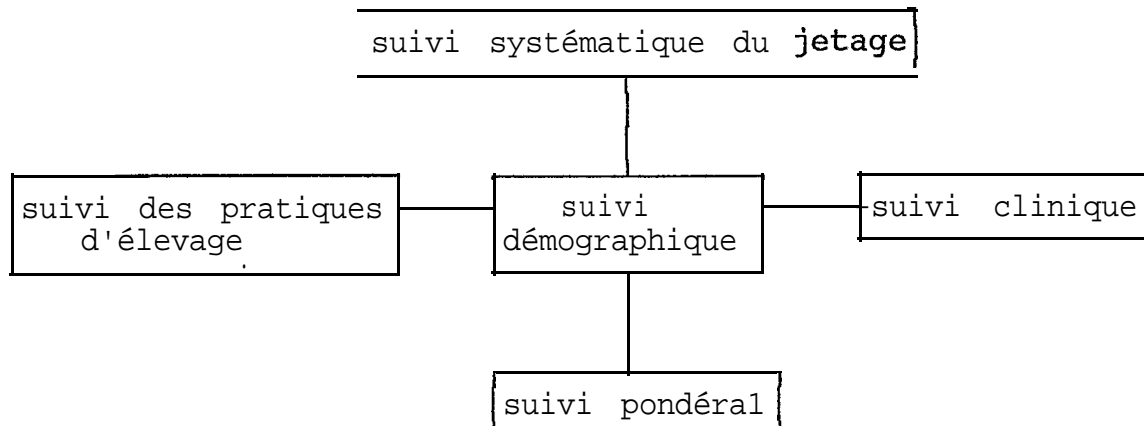 suivi systématique du jetage
suivi des pratiques
d'élevage
suivi
démographique
suivi clinique
suivi pondéral